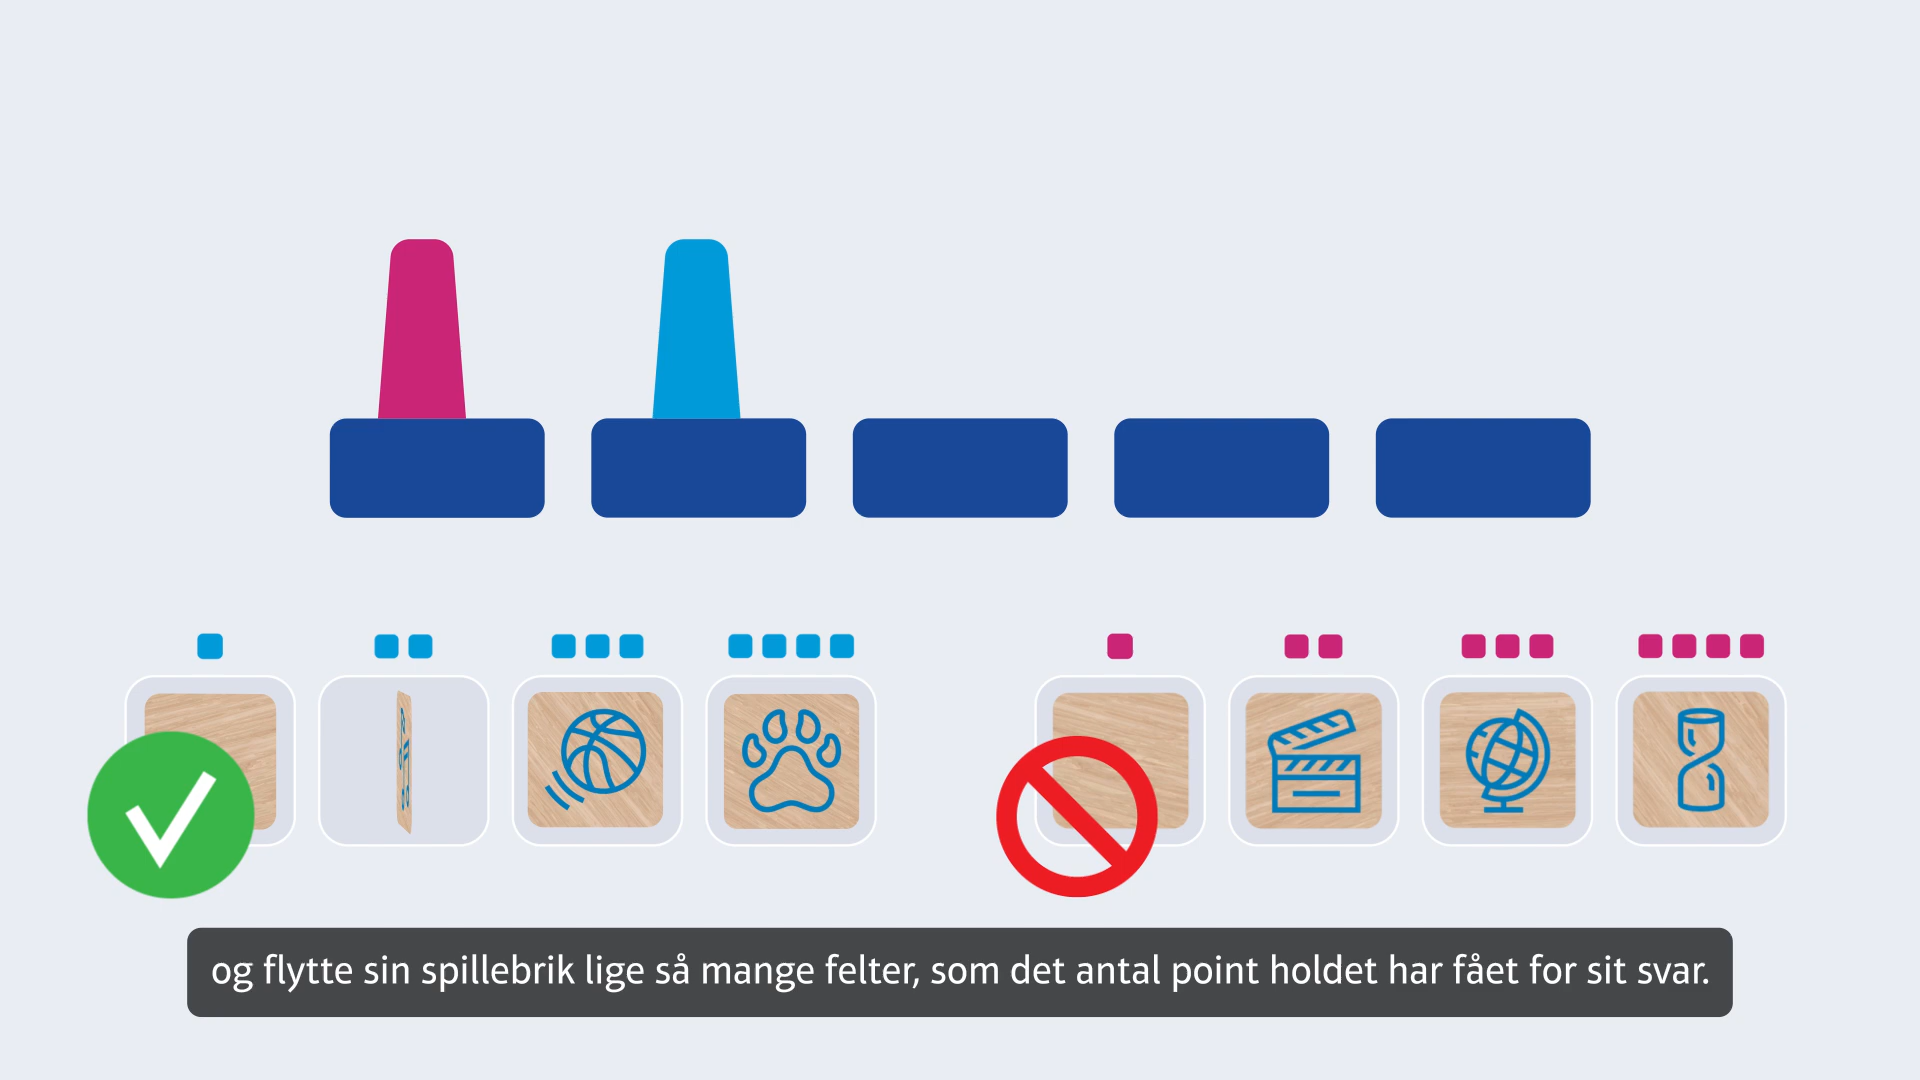 og flytte sin spillebrik lige så mange felter, som det antal point holdet har fået for sit svar.